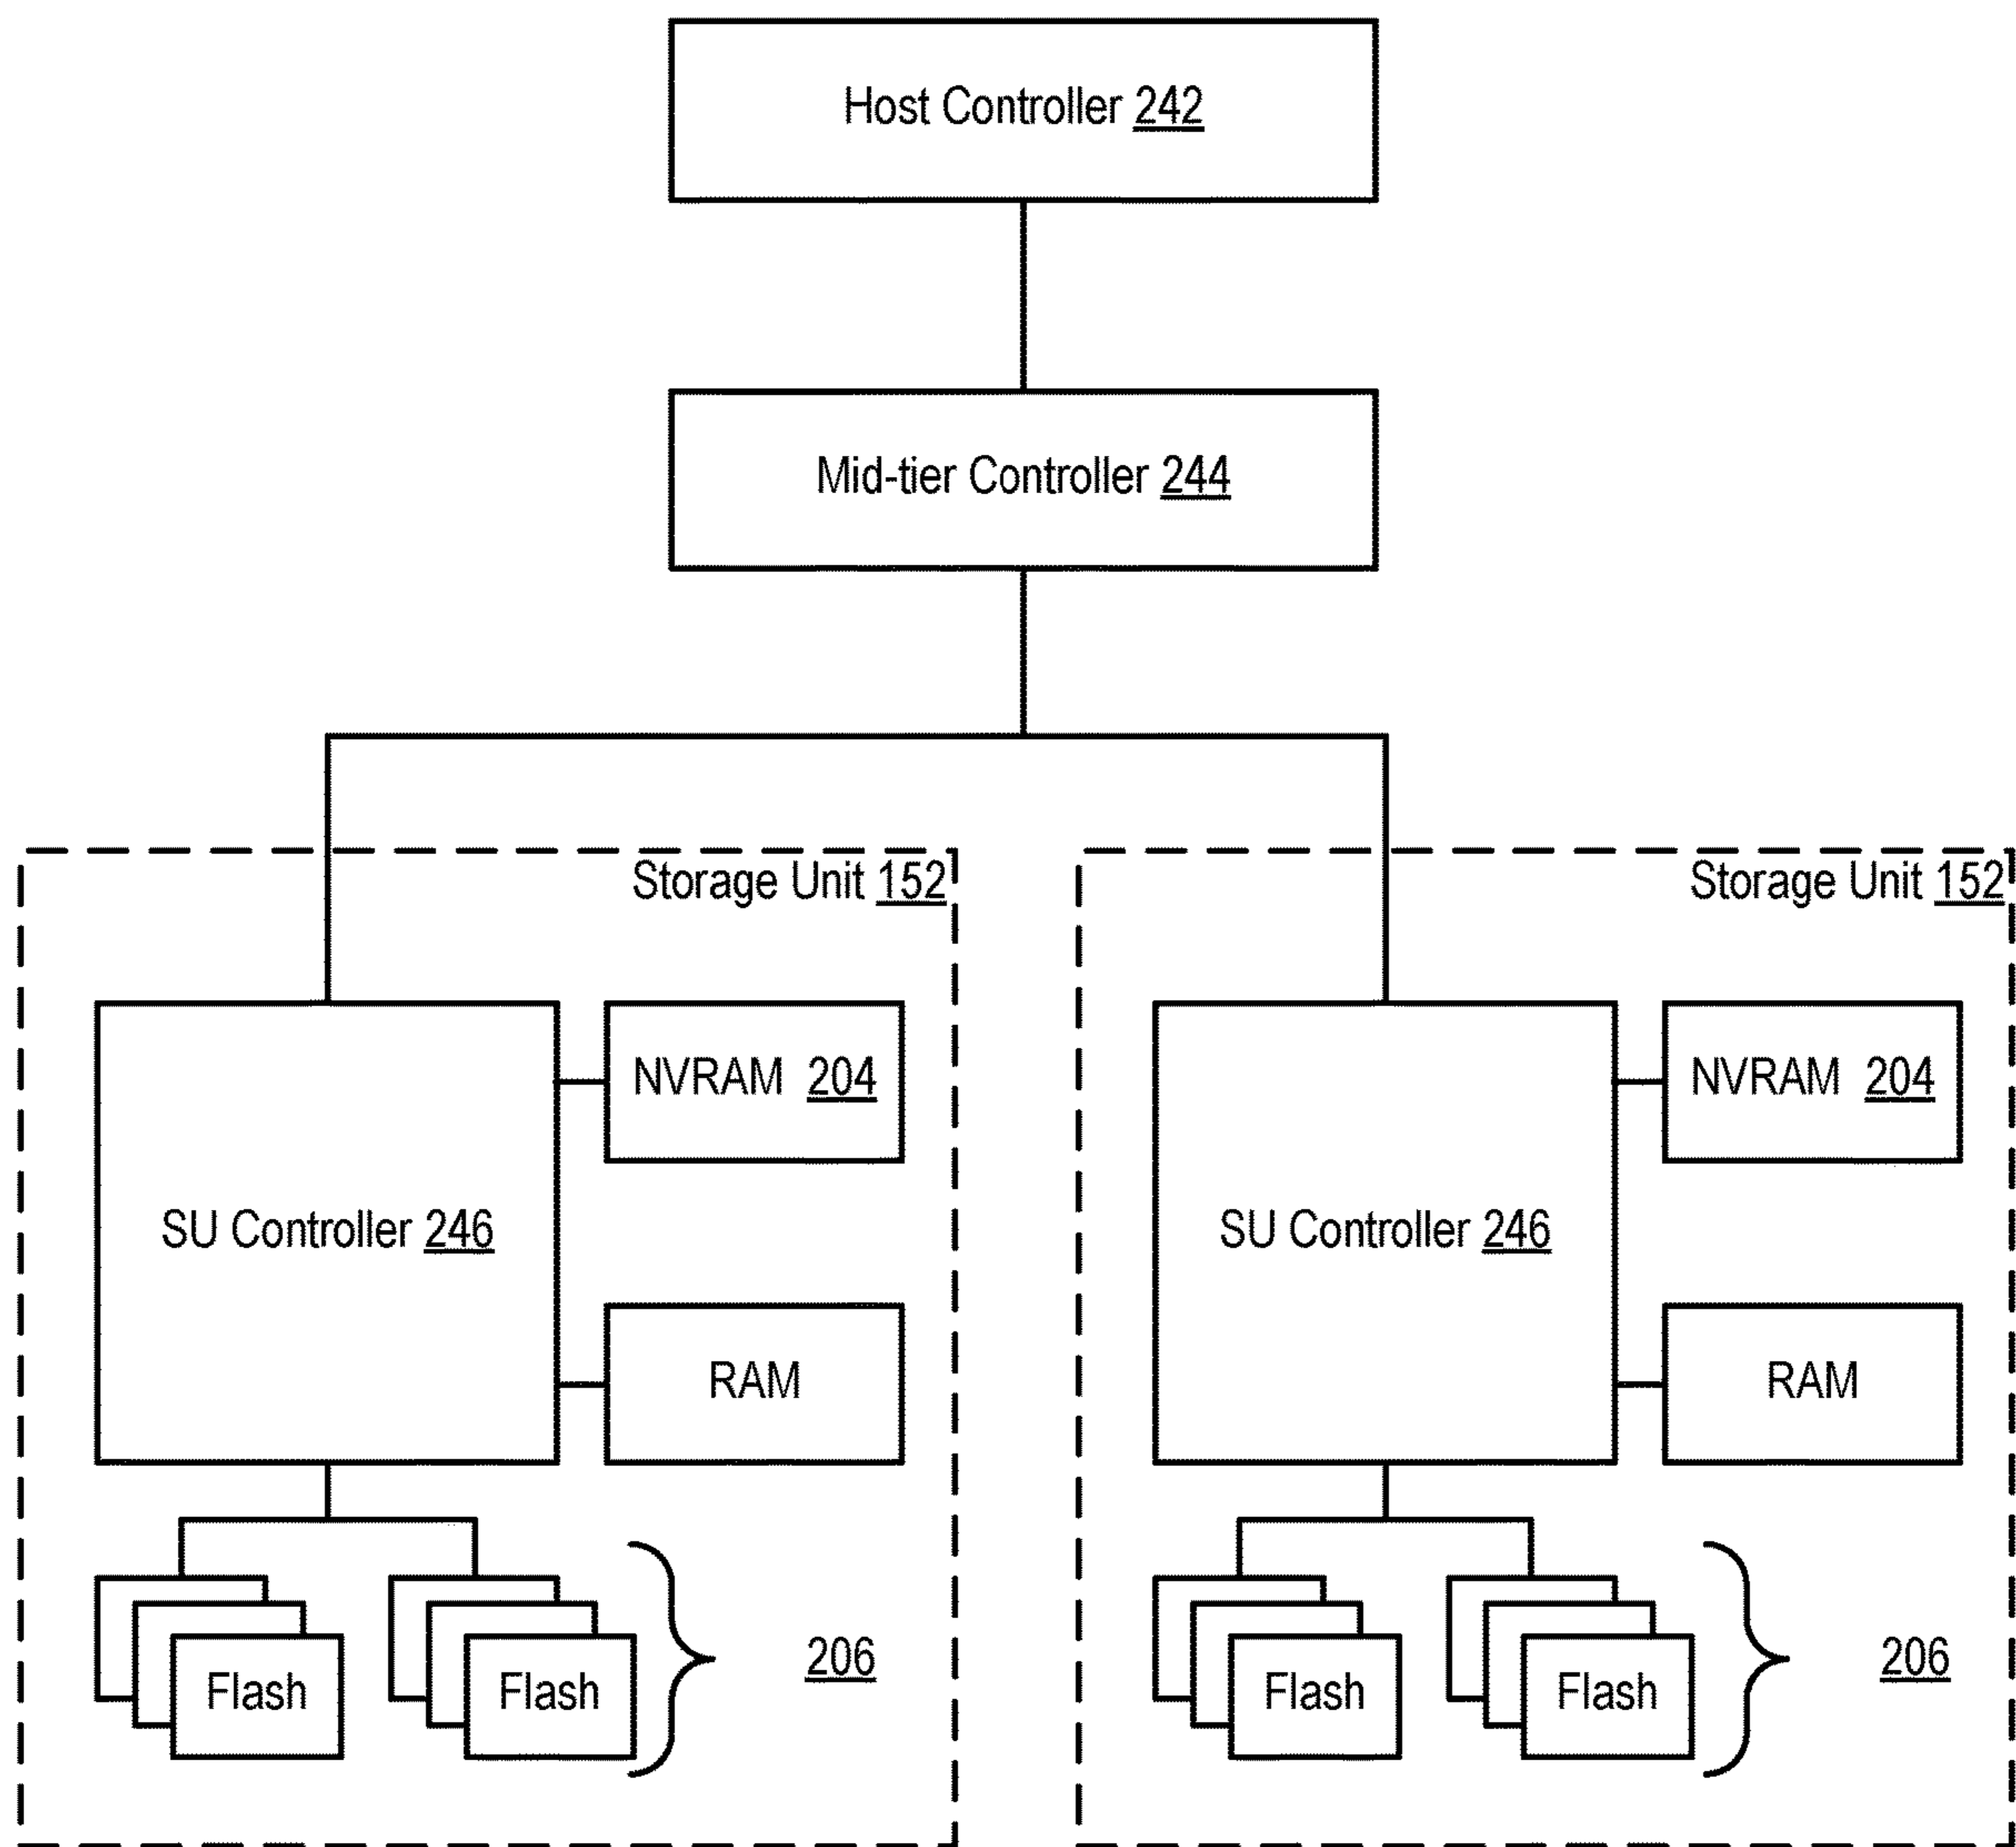 Host Controller 242
Mid-tier Controller 244
Storage Unit 152
Storage Unit 152
NVRAM 204
NVRAM 204
SU Controller 246
SU Controller 246
RAM
RAM
Flash
Flash
206
Flash
Flash
206